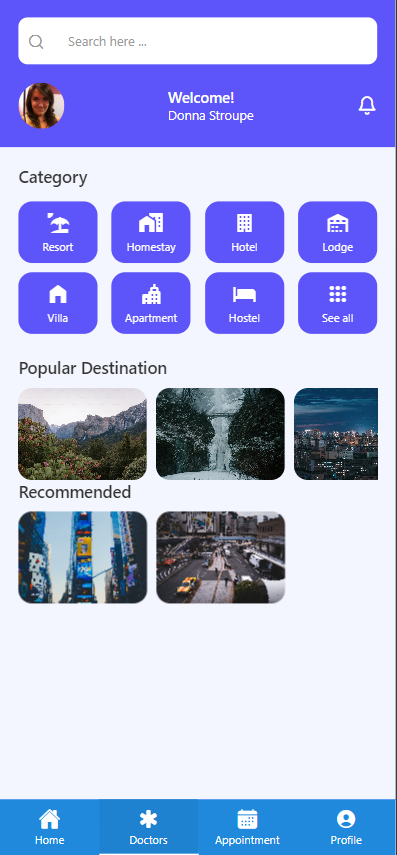 Search here ...
Welcome!
Donna Stroupe
Category
Resort
Homestay
Hotel
Lodge
Villa
Apartment
Hostel
See all
Popular Destination
Recommended
Home
Doctors
Appointment
Profile